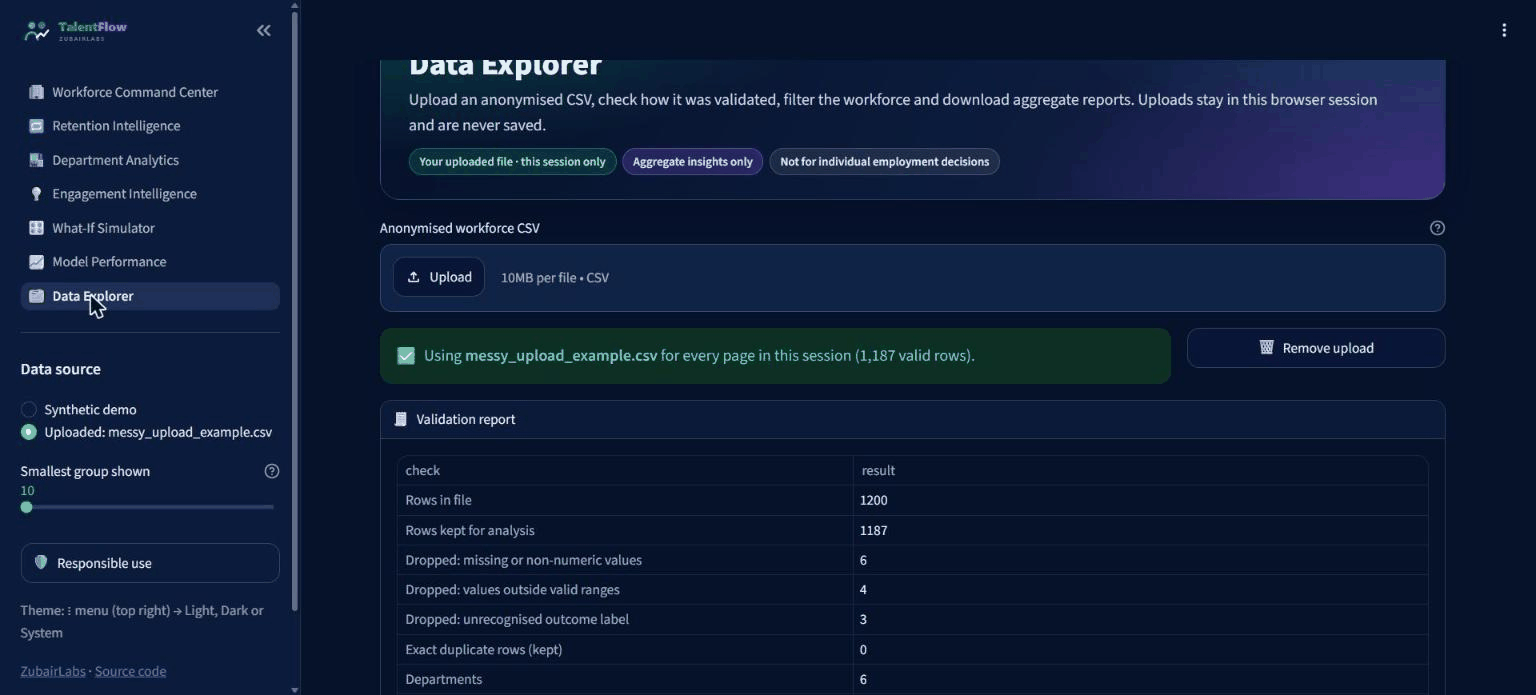 TalentFlow
ZUBAIRLABS
Workforce Command Center
Retention Intelligence
Department Analytics
Engagement Intelligence
What-If Simulator
Model Performance
Data Explorer
Data source
Synthetic demo
Uploaded: messy_upload_example.csv
Smallest group shown
10
Responsible use
Theme: ⋮ menu (top right) → Light, Dark or
System
ZubairLabs · Source code
Data Explorer
Upload an anonymised CSV, check how it was validated, filter the workforce and download aggregate reports. Uploads stay in this browser session
and are never saved.
Your uploaded file · this session only Aggregate insights only Not for individual employment decisions
Anonymised workforce CSV
Upload 10MB per file • CSV
Using messy_upload_example.csv for every page in this session (1,187 valid rows).
Remove upload
Validation report
check result
Rows in file 1200
Rows kept for analysis 1187
Dropped: missing or non-numeric values 6
Dropped: values outside valid ranges 4
Dropped: unrecognised outcome label 3
Exact duplicate rows (kept) 0
Departments 6